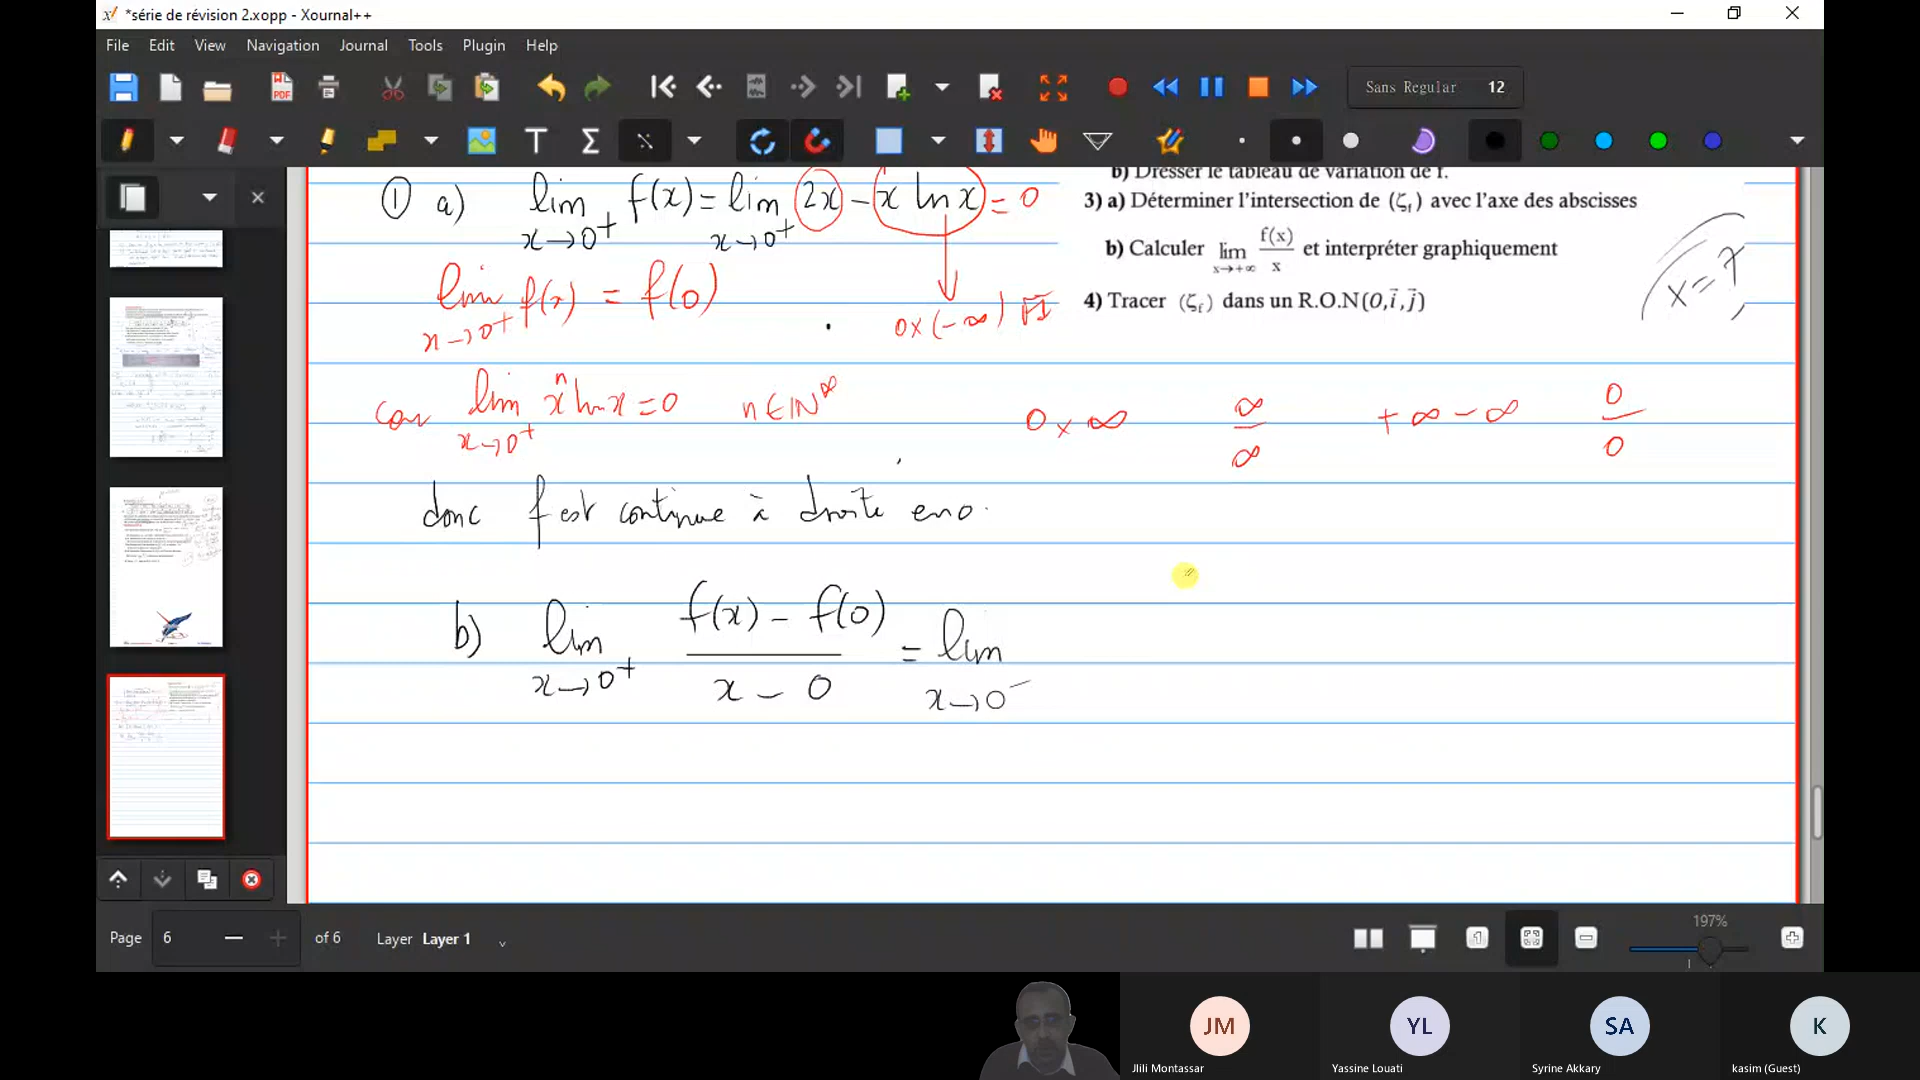 *série de révision 2.xopp - Xournal++
File Edit View Navigation Journal Tools Plugin Help
Sans Regular 12
① a) lim x→0⁺ f(x) = lim x→0⁺ 2x - x ln x = 0
lim x→0⁺ f(x) = f(0)
0×(-∞) FI
car lim x→0⁺ xⁿ ln x = 0 n ∈ IN*
0 × ∞ ∞/∞ +∞ - ∞ 0/0
donc f est continue à droite en 0.
b) lim x→0⁺ (f(x) - f(0))/(x - 0) = lim x→0⁻
b) Dresser le tableau de variation de f.
3) a) Déterminer l'intersection de (ζf) avec l'axe des abscisses
b) Calculer lim x→+∞ f(x)/x et interpréter graphiquement
4) Tracer (ζf) dans un R.O.N(O,i⃗,j⃗)
x = 7
Page 6 of 6 Layer Layer 1
197%
JM YL SA K
Jlili Montassar Yassine Louati Syrine Akkary kasim (Guest)